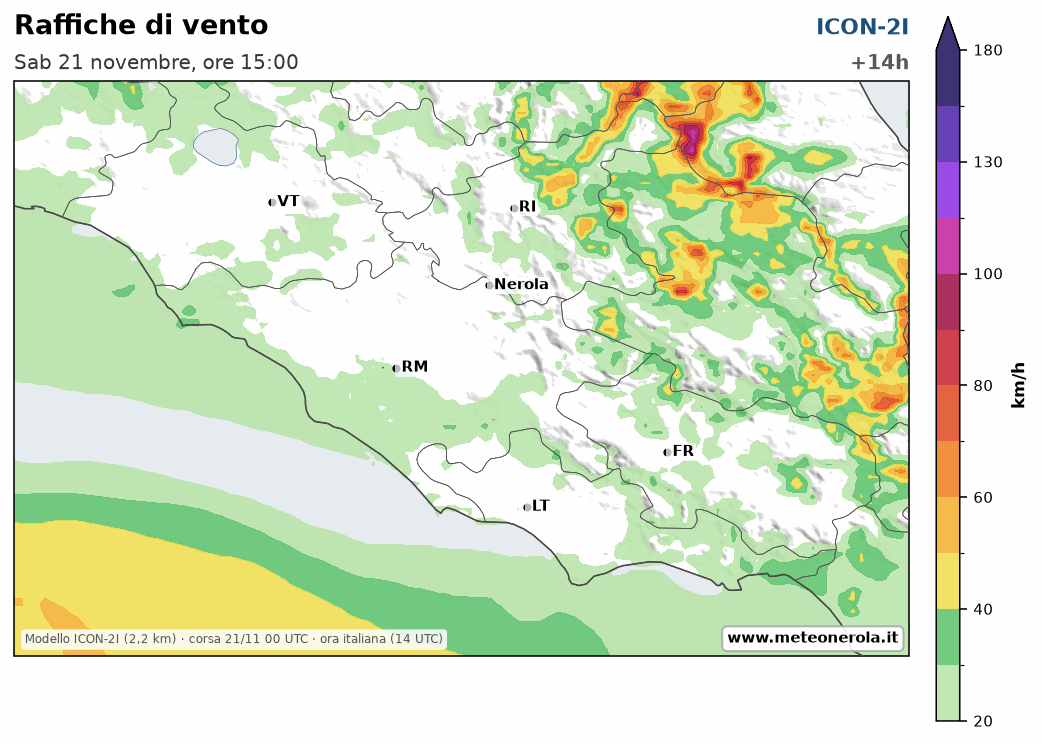 Raffiche di vento
ICON-2I
Sab 21 novembre, ore 15:00
+14h
VT
RI
Nerola
RM
FR
LT
Modello ICON-2I (2,2 km) · corsa 21/11 00 UTC · ora italiana (14 UTC)
www.meteonerola.it
180
130
100
80
60
40
20
km/h